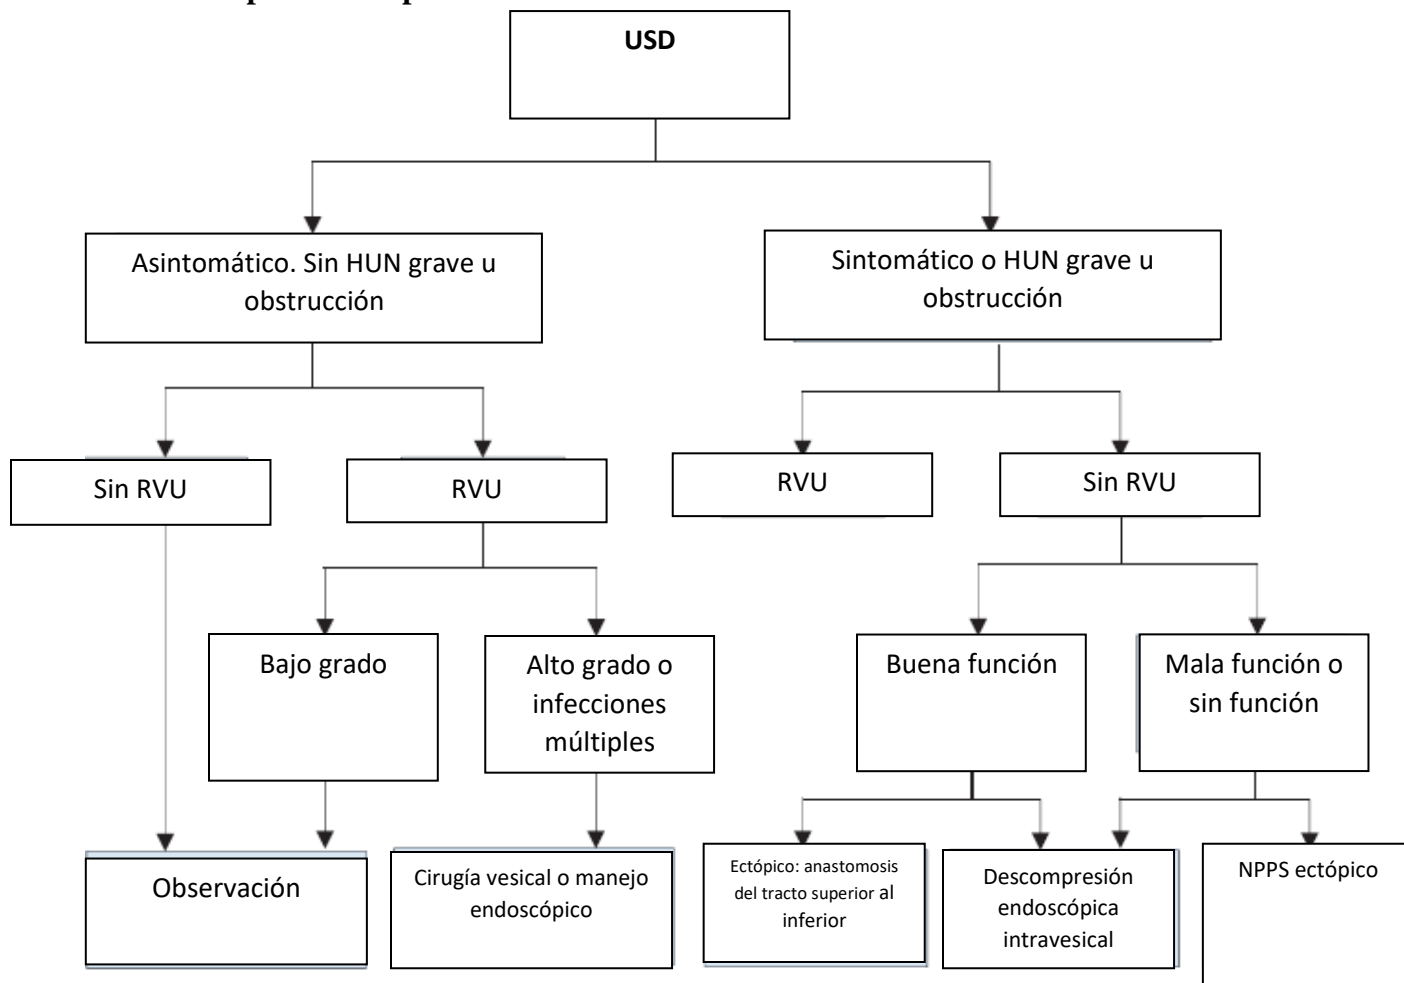 USD
Asintomático. Sin HUN grave u
obstrucción
Sintomático o HUN grave u
obstrucción
Sin RVU
RVU
RVU
Sin RVU
Bajo grado
Alto grado o
infecciones
múltiples
Buena función
Mala función o
sin función
Observación
Cirugía vesical o manejo
endoscópico
Ectópico: anastomosis
del tracto superior al
inferior
Descompresión
endoscópica
intravesical
NPPS ectópico